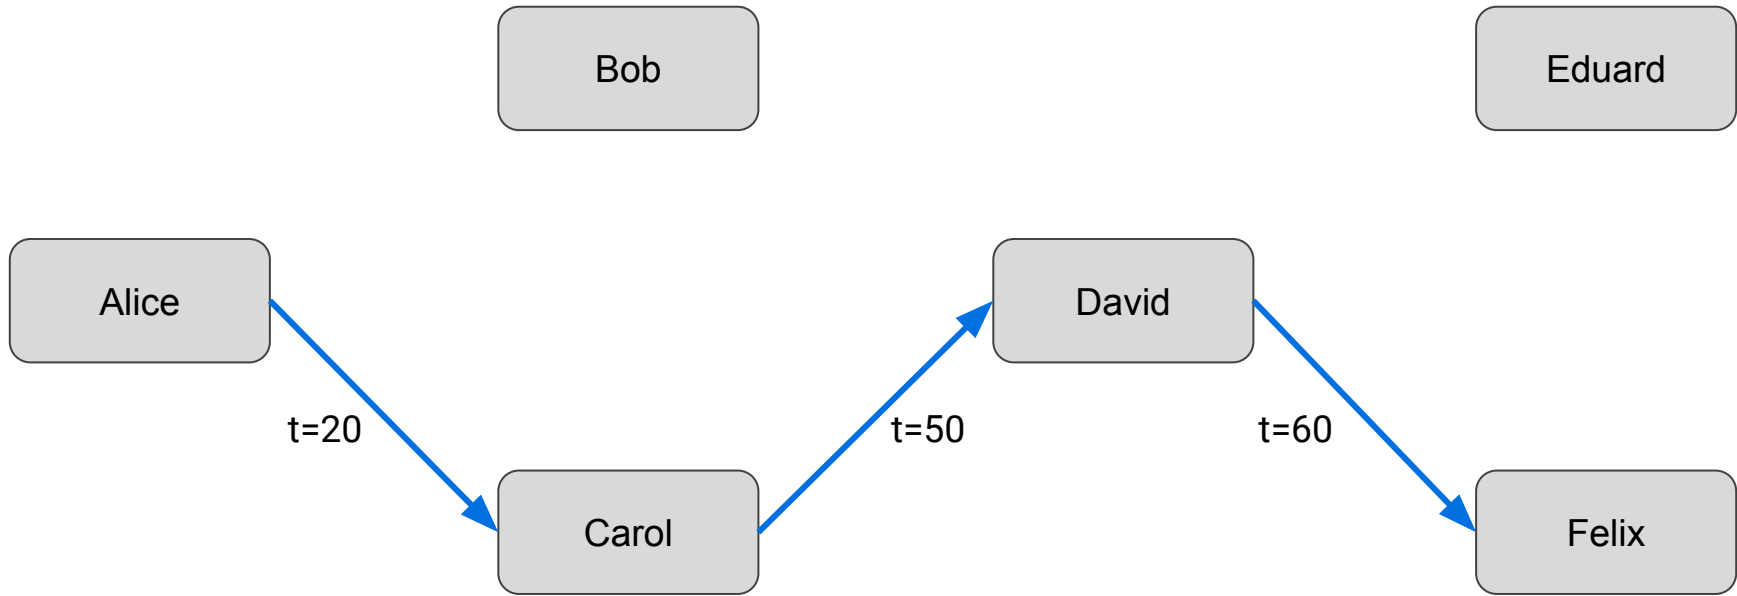 Bob
Eduard
Alice
David
t=20
t=50
t=60
Carol
Felix